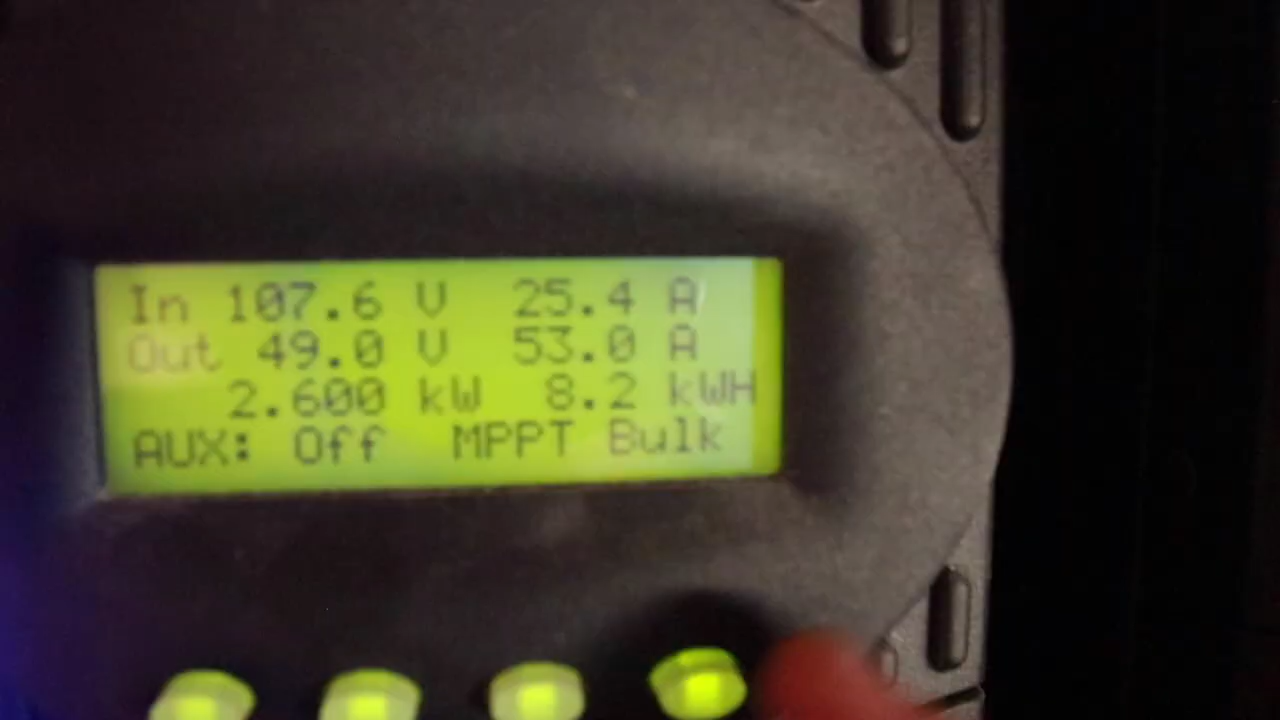 In 107.6 V 25.4 A
Out 49.0 V 53.0 A
2.600 kW 8.2 kWH
AUX: Off MPPT Bulk